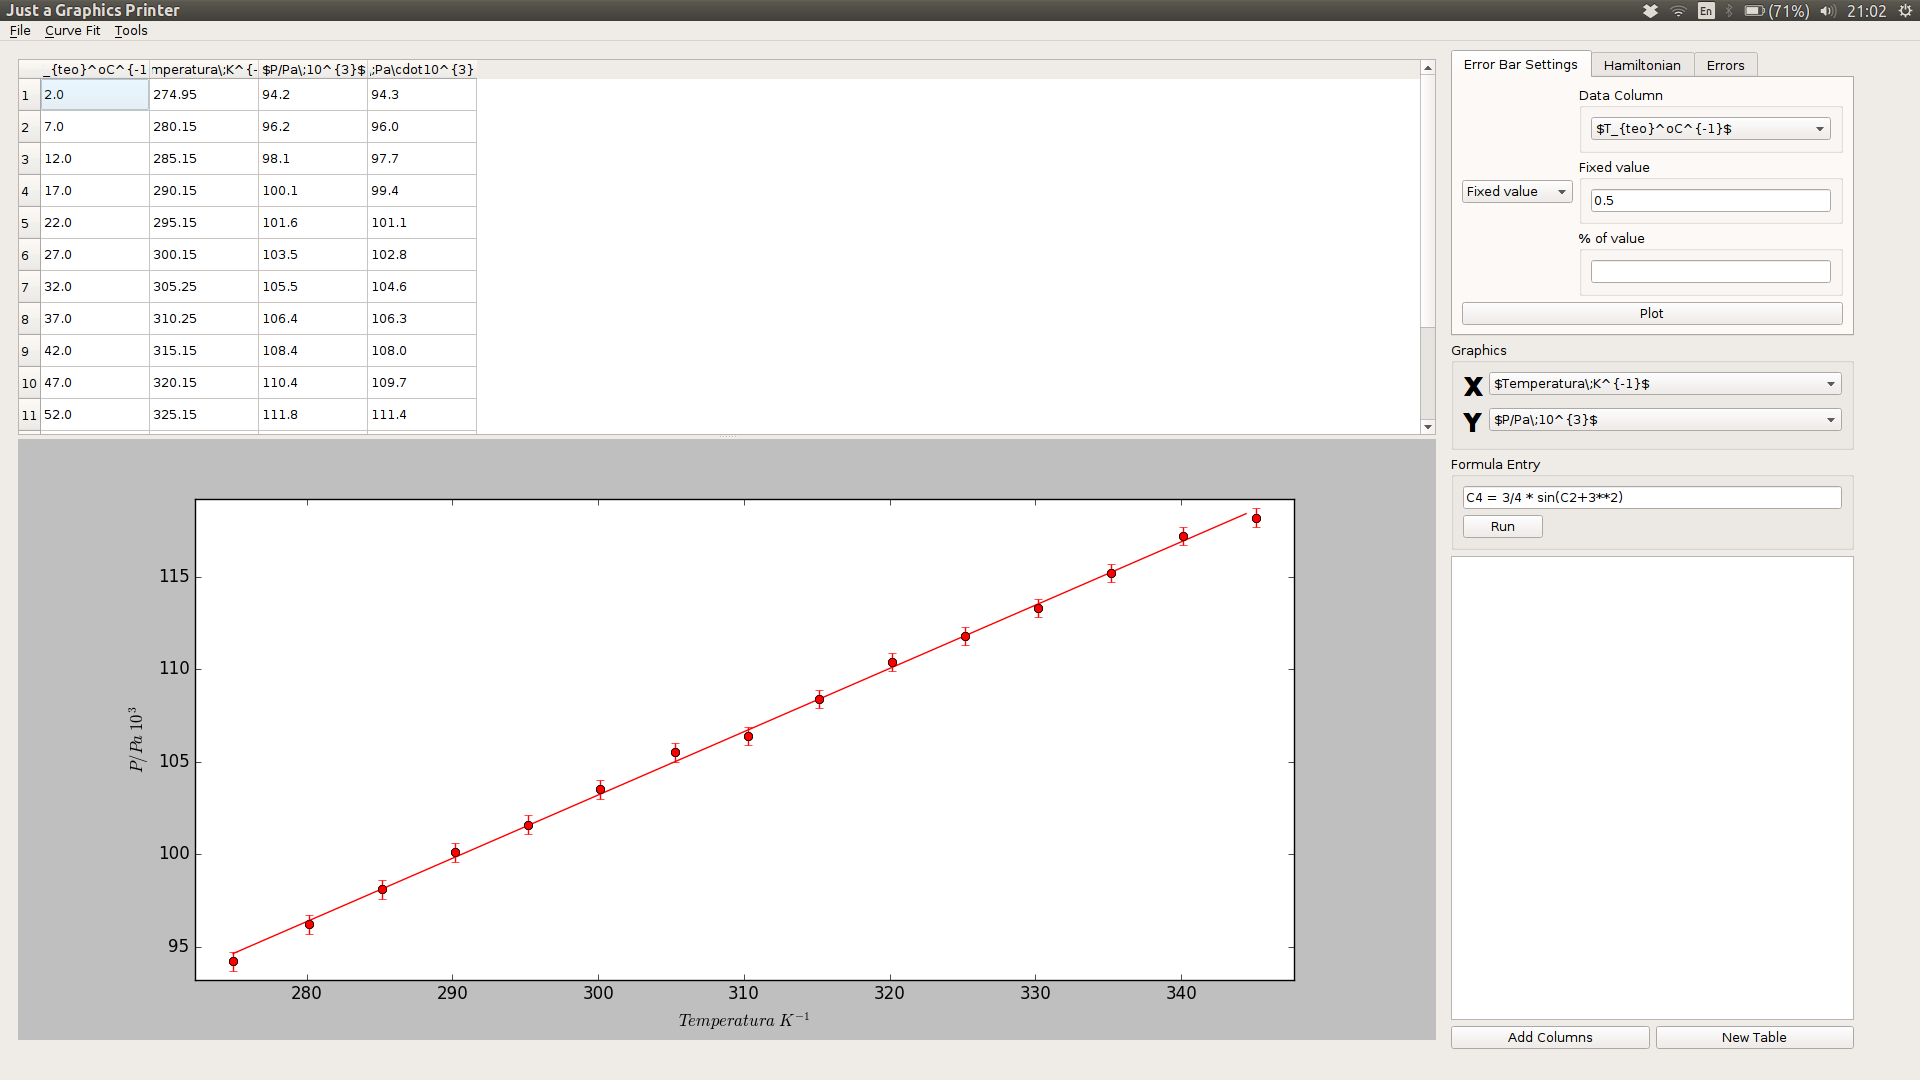 Just a Graphics Printer En (71%) 21:02
File Curve Fit Tools
_{teo}^oC^{-1 mperatura\;K^{- $P/Pa\;10^{3}$ ,;Pa\cdot10^{3}
1 2.0 274.95 94.2 94.3
2 7.0 280.15 96.2 96.0
3 12.0 285.15 98.1 97.7
4 17.0 290.15 100.1 99.4
5 22.0 295.15 101.6 101.1
6 27.0 300.15 103.5 102.8
7 32.0 305.25 105.5 104.6
8 37.0 310.25 106.4 106.3
9 42.0 315.15 108.4 108.0
10 47.0 320.15 110.4 109.7
11 52.0 325.15 111.8 111.4
115
110
105
100
95
P/Pa 10³
280 290 300 310 320 330 340
Temperatura K⁻¹
Error Bar Settings Hamiltonian Errors
Data Column
$T_{teo}^oC^{-1}$
Fixed value
Fixed value
0.5
% of value
Plot
Graphics
X $Temperatura\;K^{-1}$
Y $P/Pa\;10^{3}$
Formula Entry
C4 = 3/4 * sin(C2+3**2)
Run
Add Columns New Table